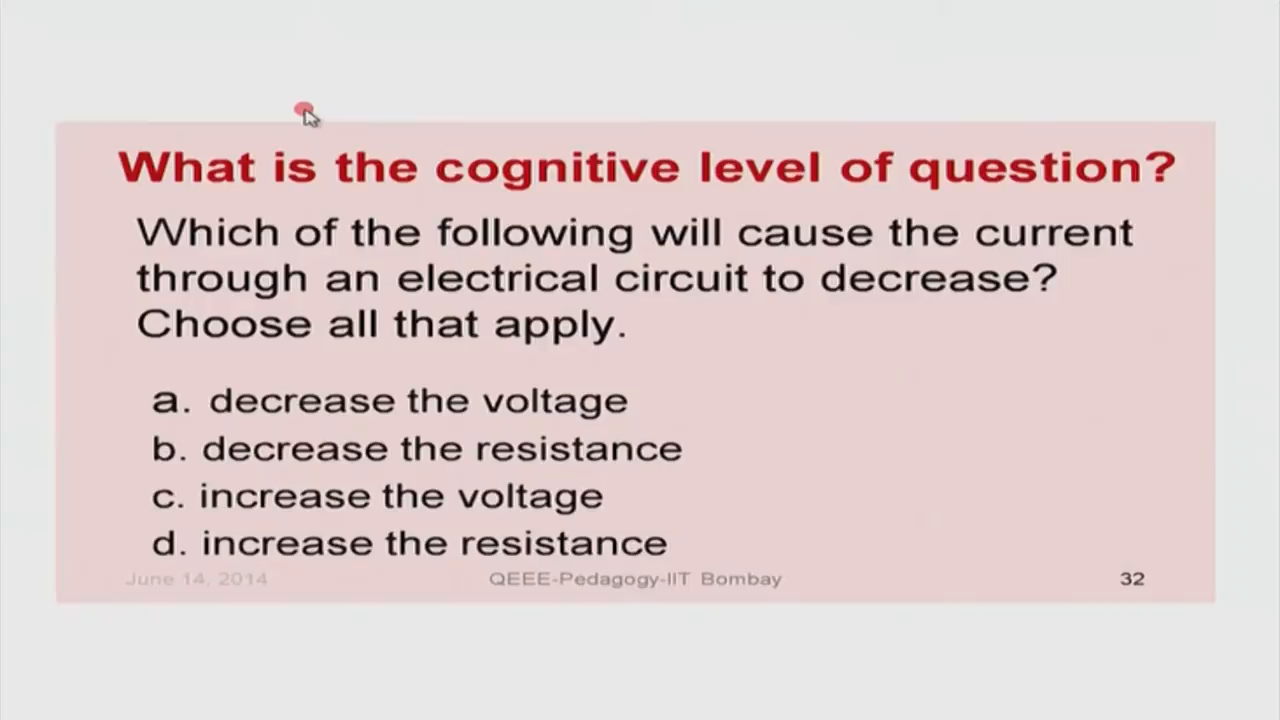 What is the cognitive level of question?
Which of the following will cause the current
through an electrical circuit to decrease?
Choose all that apply.
a. decrease the voltage
b. decrease the resistance
c. increase the voltage
d. increase the resistance
June 14, 2014 QEEE-Pedagogy-IIT Bombay 32